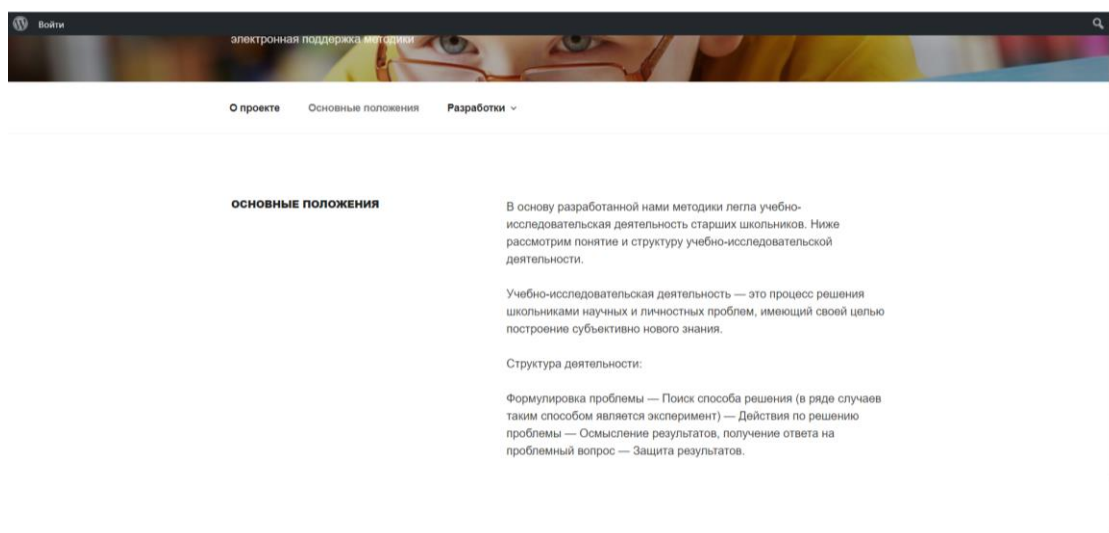 Войти
электронная поддержка методики
О проекте Основные положения Разработки
ОСНОВНЫЕ ПОЛОЖЕНИЯ
В основу разработанной нами методики легла учебно-
исследовательская деятельность старших школьников. Ниже
рассмотрим понятие и структуру учебно-исследовательской
деятельности.
Учебно-исследовательская деятельность — это процесс решения
школьниками научных и личностных проблем, имеющий своей целью
построение субъективно нового знания.
Структура деятельности:
Формулировка проблемы — Поиск способа решения (в ряде случаев
таким способом является эксперимент) — Действия по решению
проблемы — Осмысление результатов, получение ответа на
проблемный вопрос — Защита результатов.